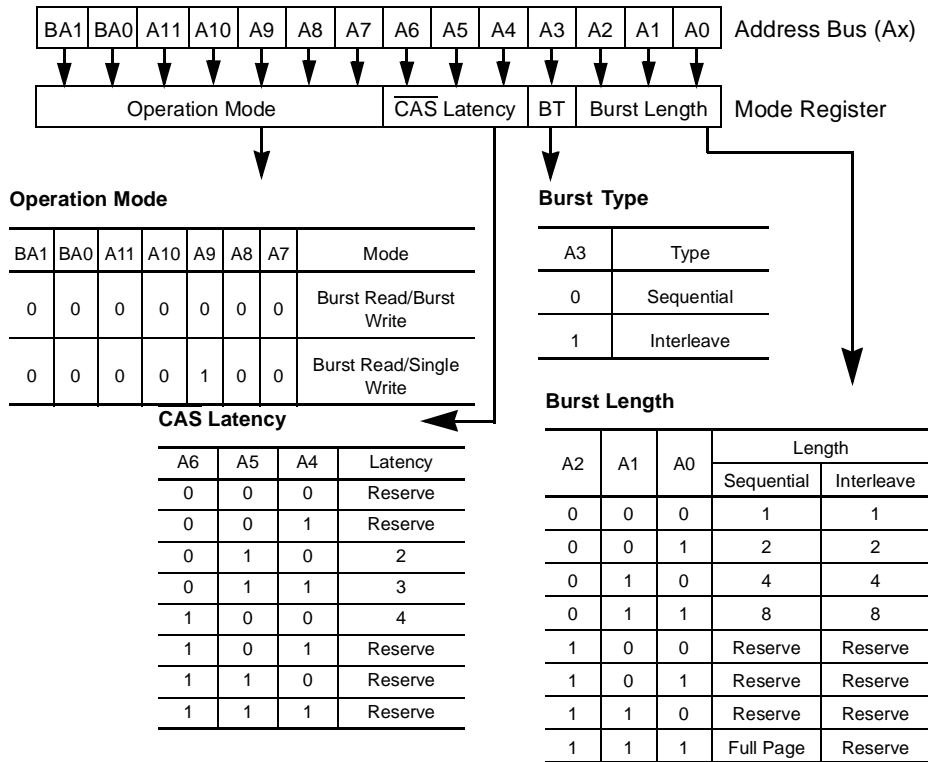 BA1 BA0 A11 A10 A9 A8 A7 A6 A5 A4 A3 A2 A1 A0 Address Bus (Ax)
Operation Mode CAS Latency BT Burst Length Mode Register
Operation Mode
BA1 BA0 A11 A10 A9 A8 A7 Mode
0 0 0 0 0 0 0 Burst Read/Burst
Write
0 0 0 0 1 0 0 Burst Read/Single
Write
Burst Type
A3 Type
0 Sequential
1 Interleave
CAS Latency
A6 A5 A4 Latency
0 0 0 Reserve
0 0 1 Reserve
0 1 0 2
0 1 1 3
1 0 0 4
1 0 1 Reserve
1 1 0 Reserve
1 1 1 Reserve
Burst Length
A2 A1 A0 Length
Sequential Interleave
0 0 0 1 1
0 0 1 2 2
0 1 0 4 4
0 1 1 8 8
1 0 0 Reserve Reserve
1 0 1 Reserve Reserve
1 1 0 Reserve Reserve
1 1 1 Full Page Reserve